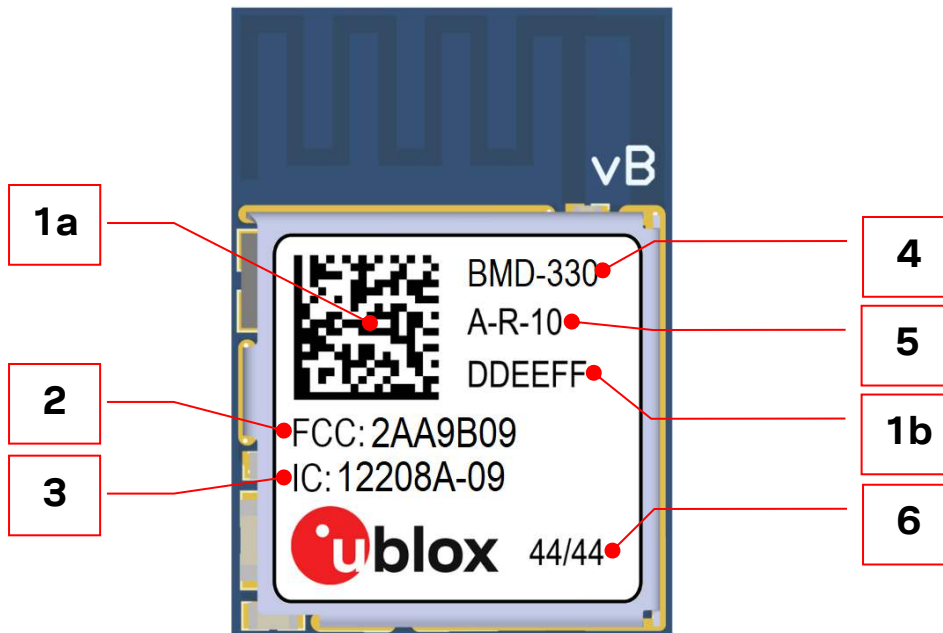 vB
1a
4
BMD-330
A-R-10
5
DDEEFF
2
1b
FCC: 2AA9B09
3
IC: 12208A-09
6
ublox
44/44